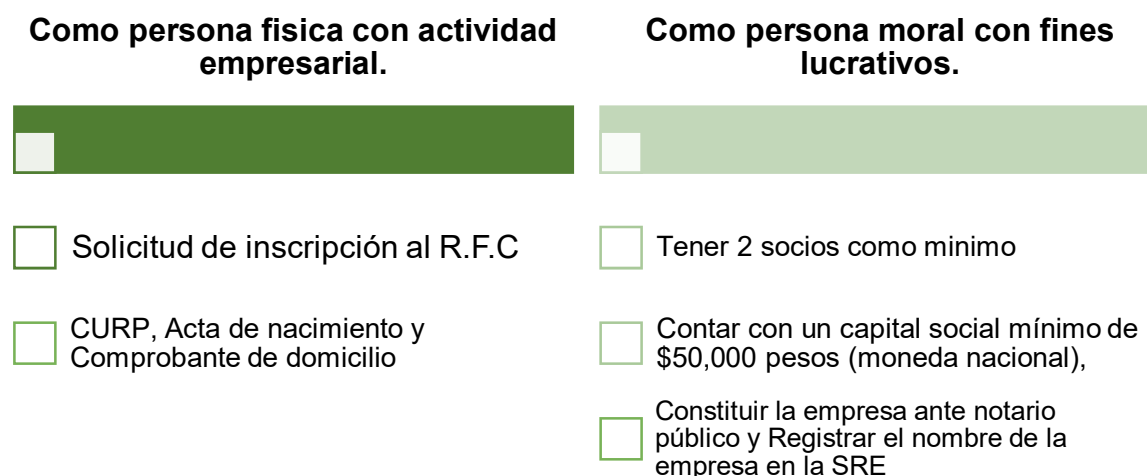 Como persona fisica con actividad
empresarial.
Solicitud de inscripción al R.F.C
CURP, Acta de nacimiento y
Comprobante de domicilio
Como persona moral con fines
lucrativos.
Tener 2 socios como minimo
Contar con un capital social mínimo de
$50,000 pesos (moneda nacional),
Constituir la empresa ante notario
público y Registrar el nombre de la
empresa en la SRE